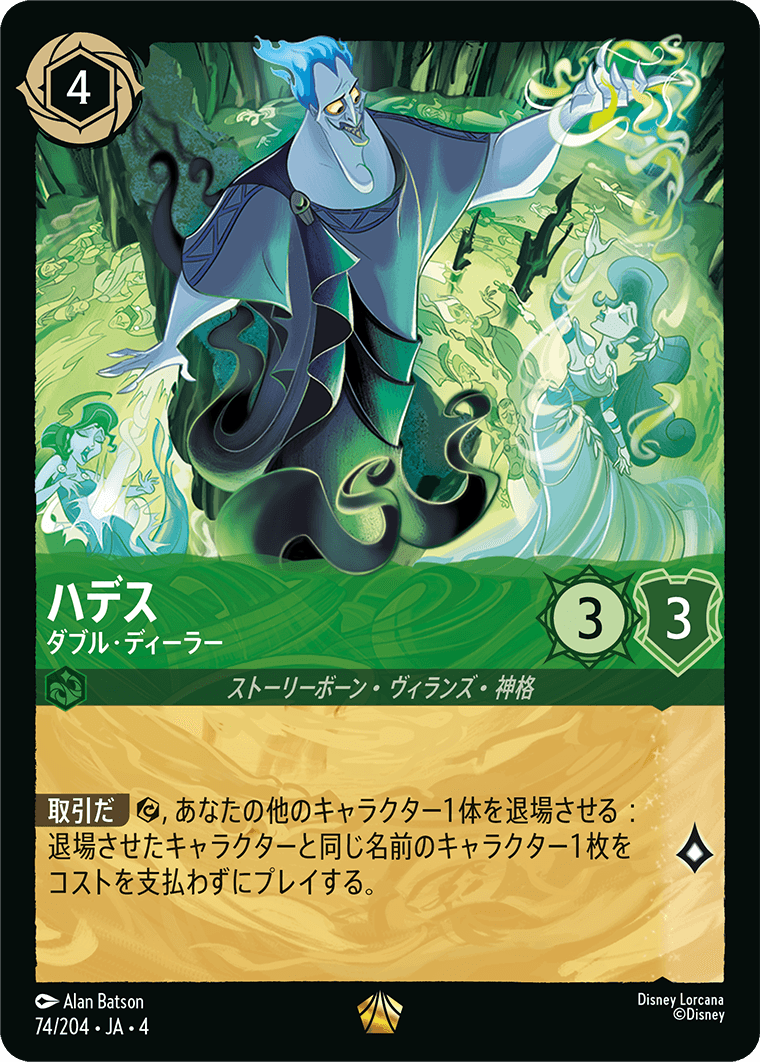 4
ハデス
ダブル・ディーラー
3
3
ストーリーボーン・ヴィランズ・神格
取引だ , あなたの他のキャラクター1体を退場させる：
退場させたキャラクターと同じ名前のキャラクター1枚を
コストを支払わずにプレイする。
Alan Batson
74/204・JA・4
Disney Lorcana
©Disney